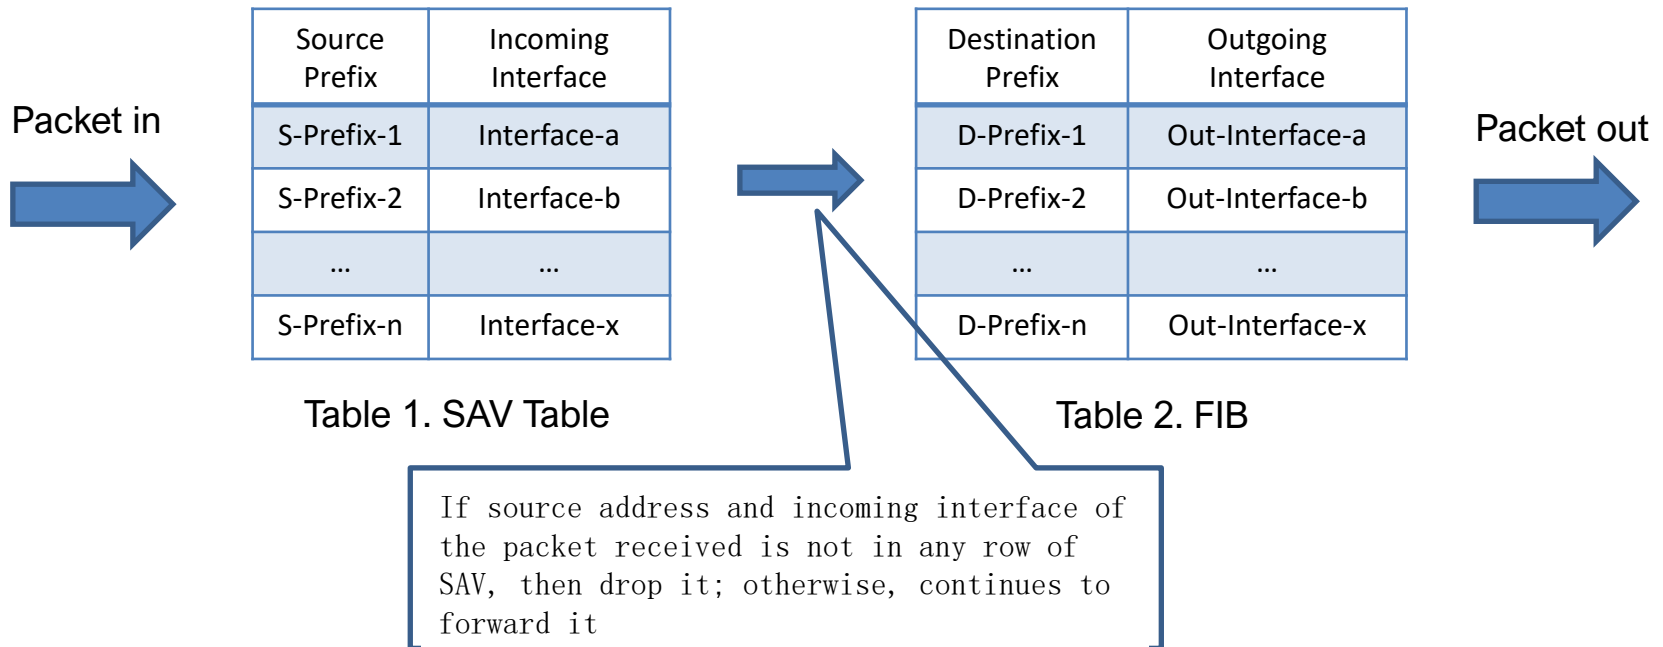 Packet in
Source Prefix
Incoming Interface
S-Prefix-1 Interface-a
S-Prefix-2 Interface-b
... ...
S-Prefix-n Interface-x
Table 1. SAV Table
Destination Prefix
Outgoing Interface
D-Prefix-1 Out-Interface-a
D-Prefix-2 Out-Interface-b
... ...
D-Prefix-n Out-Interface-x
Table 2. FIB
Packet out
If source address and incoming interface of
the packet received is not in any row of
SAV, then drop it; otherwise, continues to
forward it